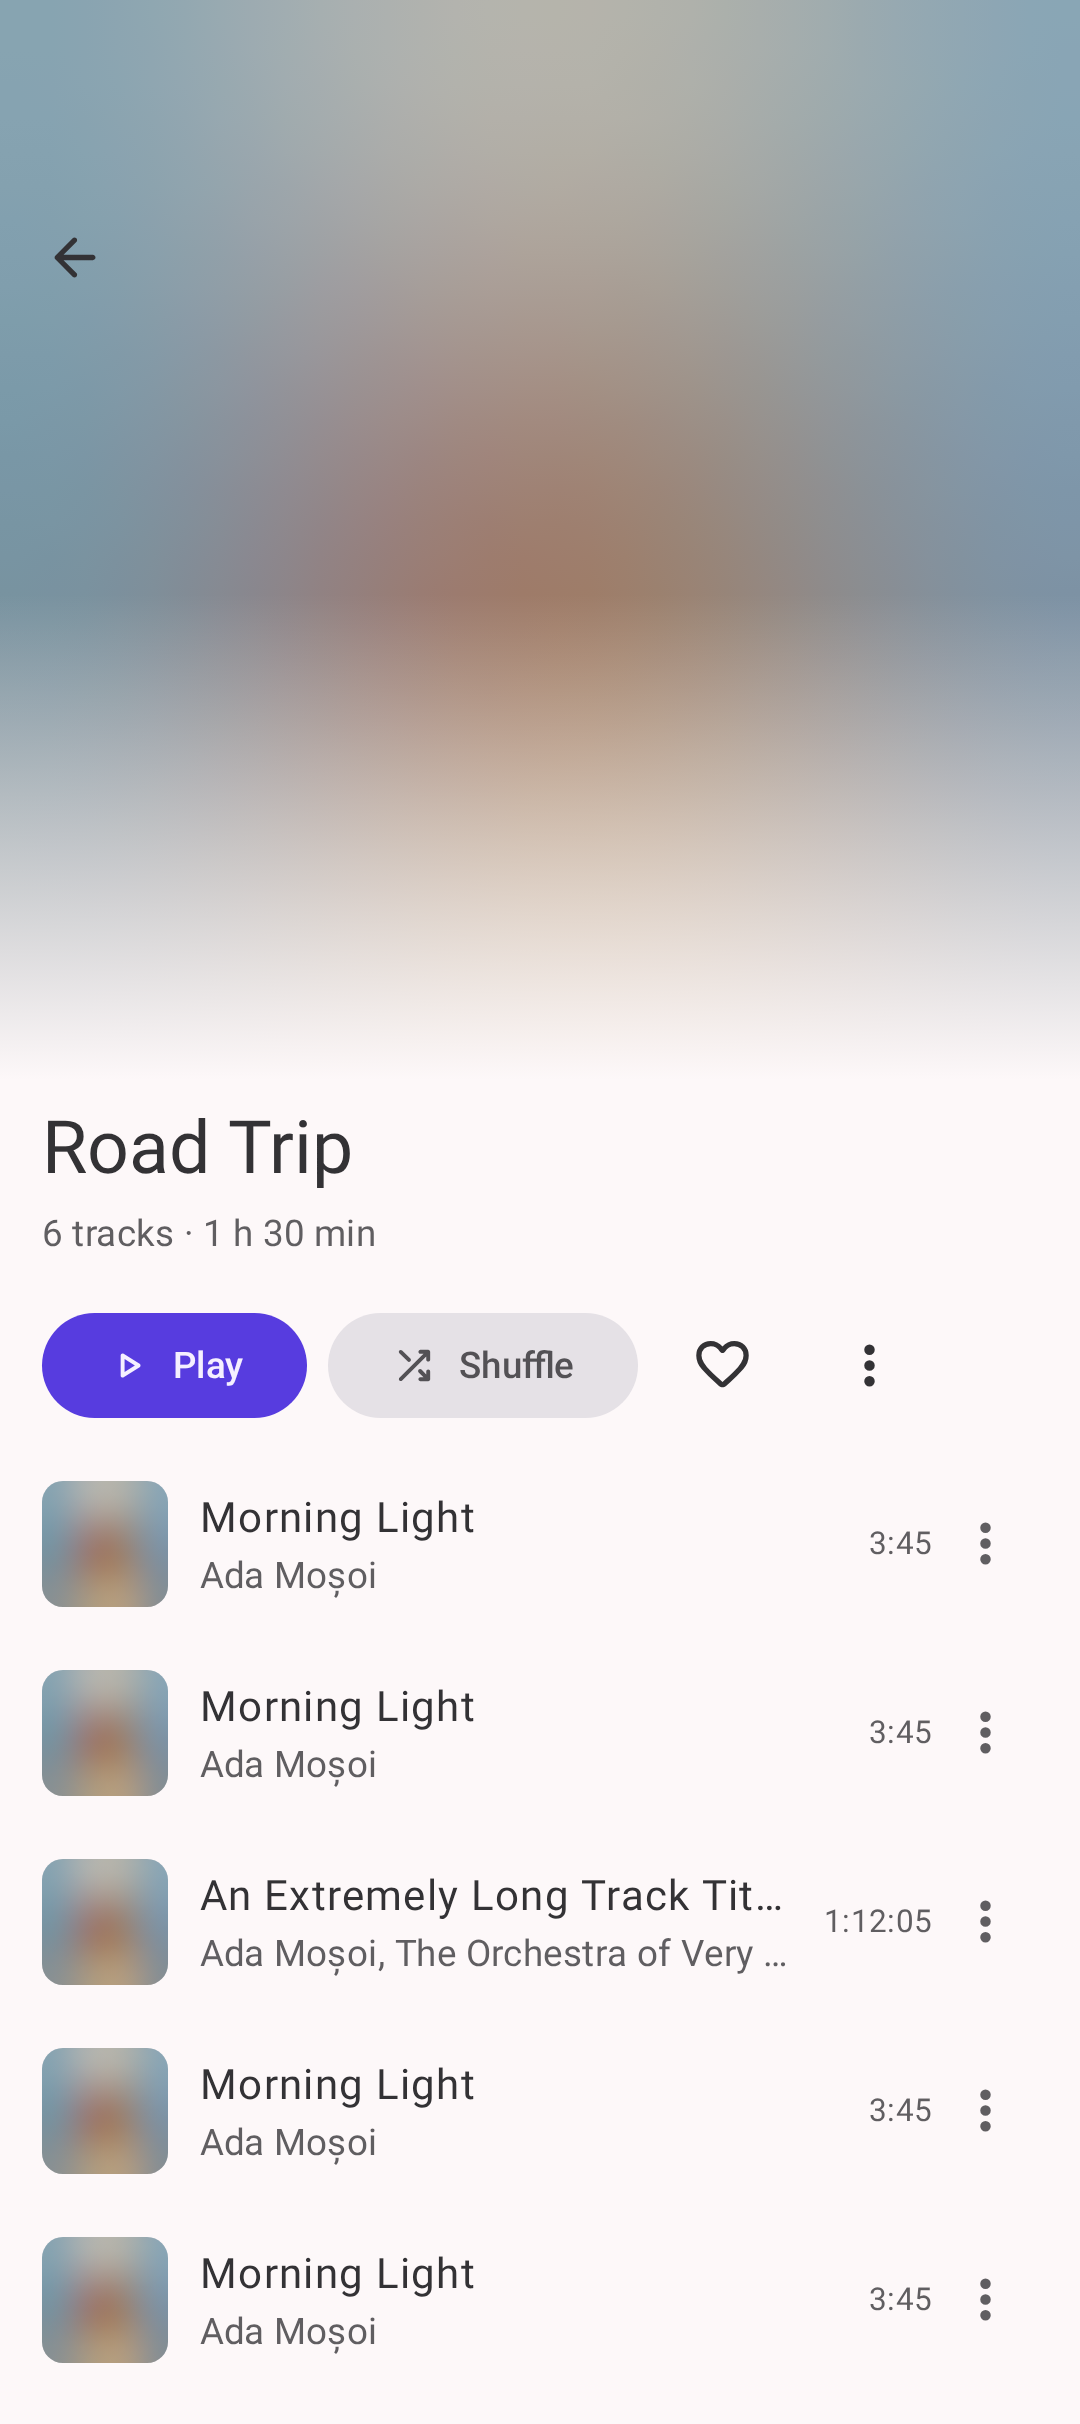 Road Trip
6 tracks · 1 h 30 min
Play
Shuffle
Morning Light
Ada Moșoi
3:45
Morning Light
Ada Moșoi
3:45
An Extremely Long Track Tit…
Ada Moșoi, The Orchestra of Very …
1:12:05
Morning Light
Ada Moșoi
3:45
Morning Light
Ada Moșoi
3:45